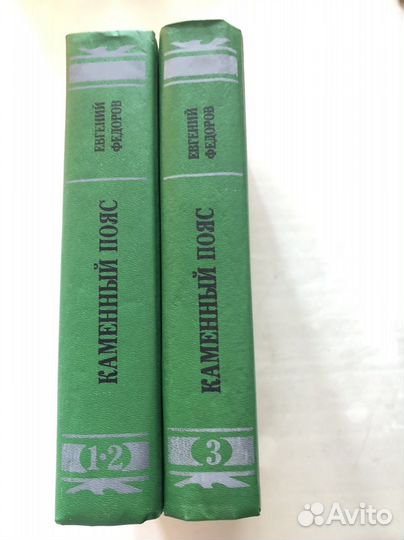 ЕВГЕНИЙ
ФЕДОРОВ
КАМЕННЫЙ ПОЯС
1·2
ЕВГЕНИЙ
ФЕДОРОВ
КАМЕННЫЙ ПОЯС
3
Avito